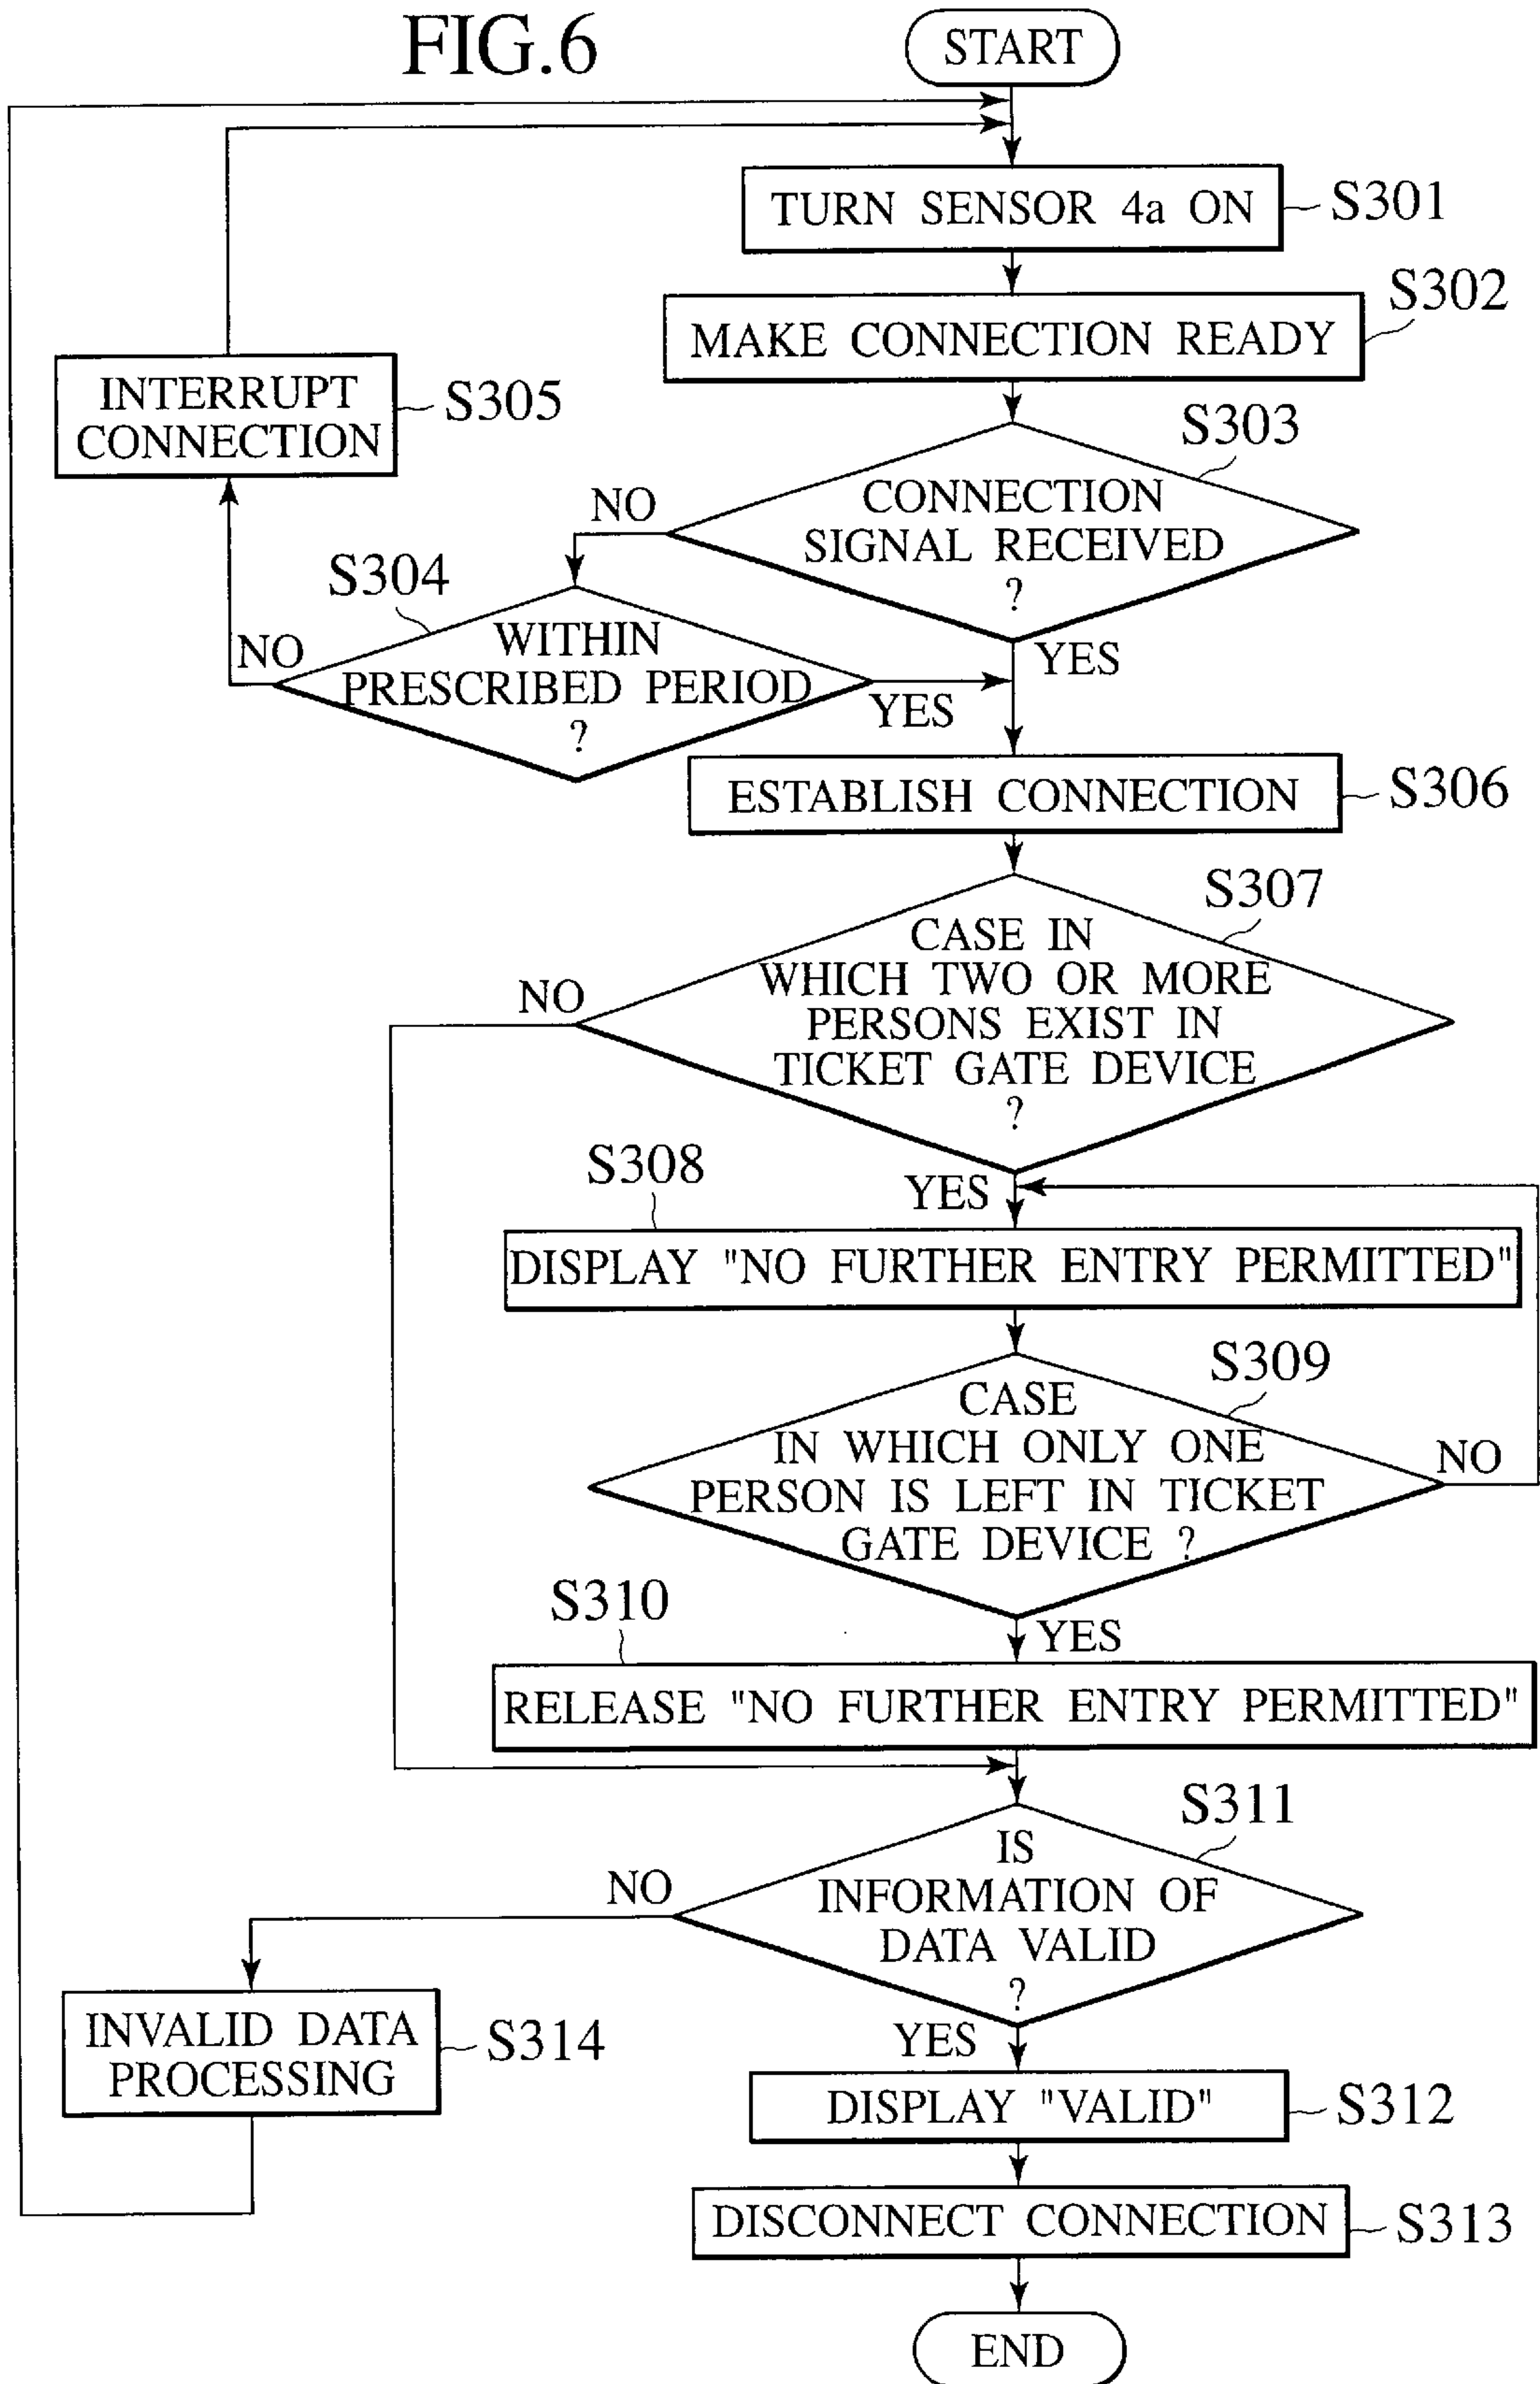 FIG.6
START
TURN SENSOR 4a ON
S301
S302
MAKE CONNECTION READY
INTERRUPT
CONNECTION
S305
S303
CONNECTION
SIGNAL RECEIVED
?
NO
S304
WITHIN
PRESCRIBED PERIOD
?
NO
YES
YES
ESTABLISH CONNECTION
S306
S307
CASE IN
WHICH TWO OR MORE
PERSONS EXIST IN
TICKET GATE DEVICE
?
NO
S308
YES
DISPLAY "NO FURTHER ENTRY PERMITTED"
S309
CASE
IN WHICH ONLY ONE
PERSON IS LEFT IN TICKET
GATE DEVICE ?
NO
S310
YES
RELEASE "NO FURTHER ENTRY PERMITTED"
S311
IS
INFORMATION OF
DATA VALID
?
NO
INVALID DATA
PROCESSING
S314
YES
DISPLAY "VALID"
S312
DISCONNECT CONNECTION
S313
END